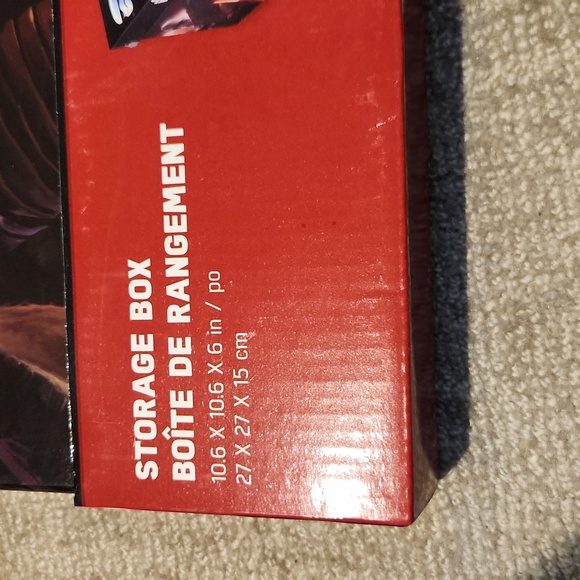 STORAGE BOX
BOÎTE DE RANGEMENT
10.6 X 10.6 X 6 in / po
27 X 27 X 15 cm